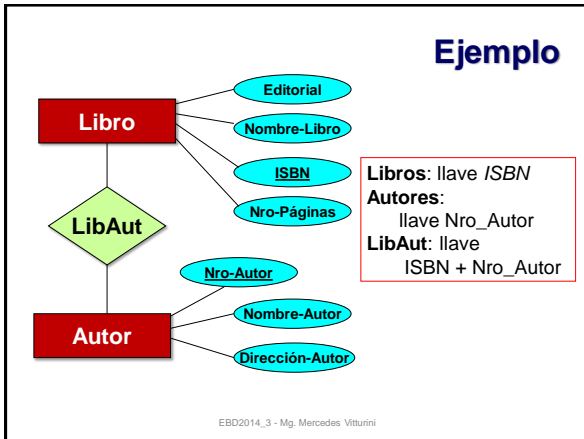 Ejemplo
Editorial
Libro
Nombre-Libro
ISBN
Nro-Páginas
LibAut
Libros: llave ISBN
Autores:
llave Nro_Autor
LibAut: llave
ISBN + Nro_Autor
Nro-Autor
Nombre-Autor
Autor
Dirección-Autor
EBD2014_3 - Mg. Mercedes Vitturini